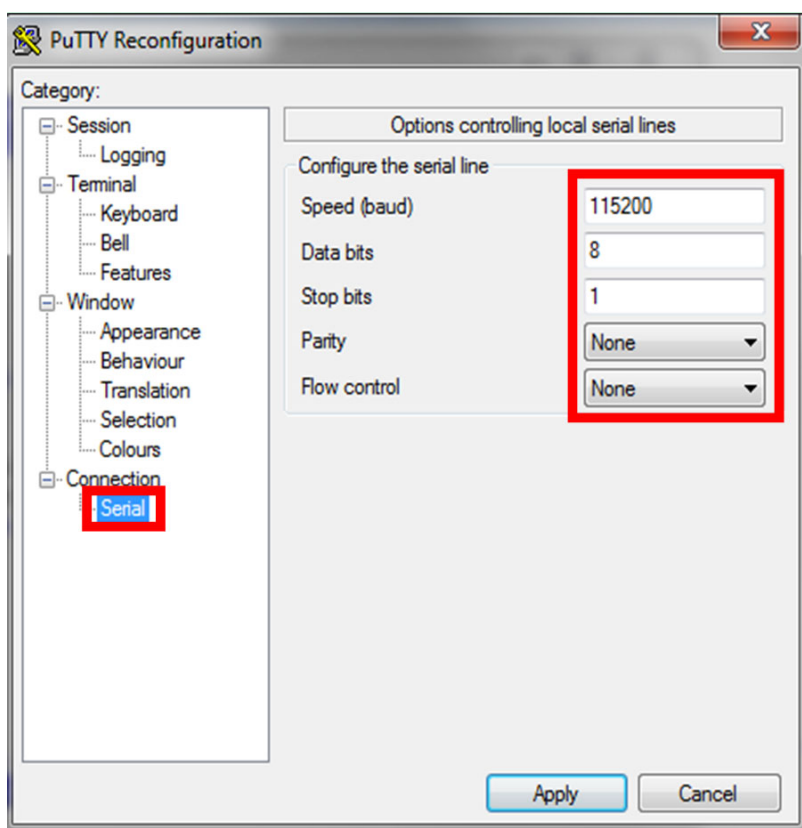 PuTTY Reconfiguration
Category:
Session
Logging
Terminal
Keyboard
Bell
Features
Window
Appearance
Behaviour
Translation
Selection
Colours
Connection
Serial
Options controlling local serial lines
Configure the serial line
Speed (baud) 115200
Data bits 8
Stop bits 1
Parity None
Flow control None
Apply Cancel